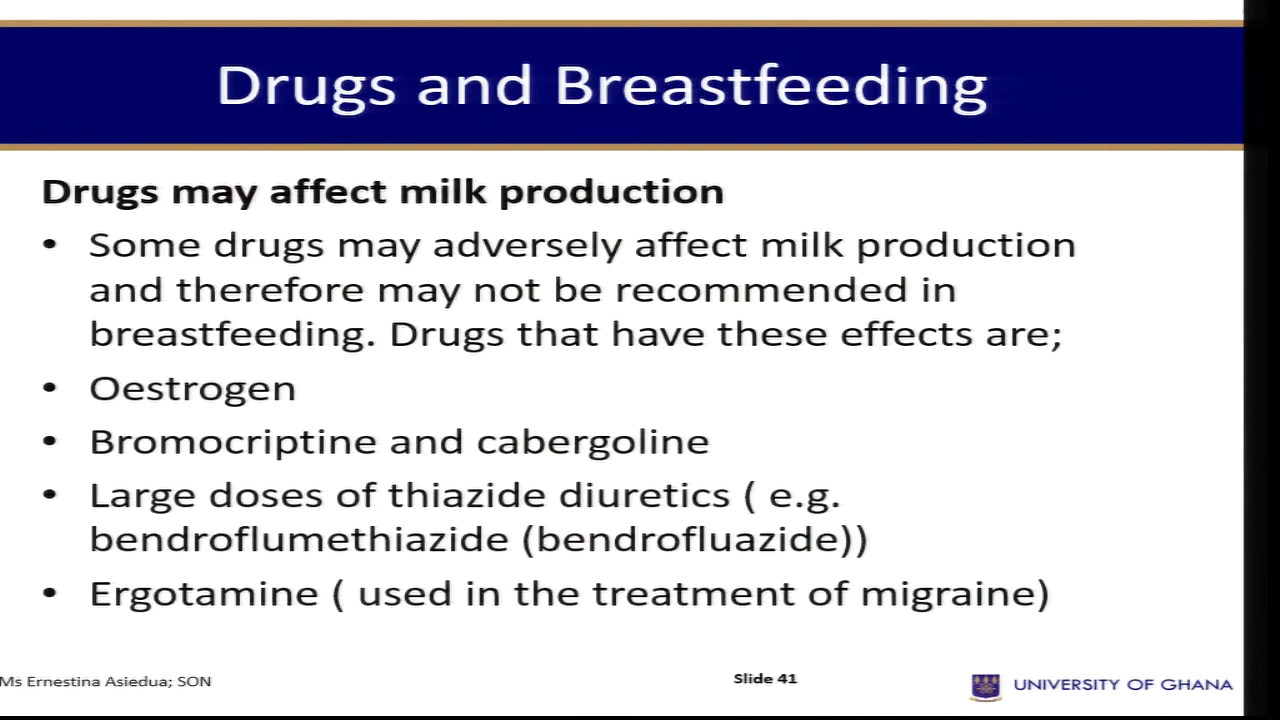 Drugs and Breastfeeding
Drugs may affect milk production
• Some drugs may adversely affect milk production
and therefore may not be recommended in
breastfeeding. Drugs that have these effects are;
• Oestrogen
• Bromocriptine and cabergoline
• Large doses of thiazide diuretics ( e.g.
bendroflumethiazide (bendrofluazide))
• Ergotamine ( used in the treatment of migraine)
Ms Ernestina Asiedua; SON
Slide 41
UNIVERSITY OF GHANA